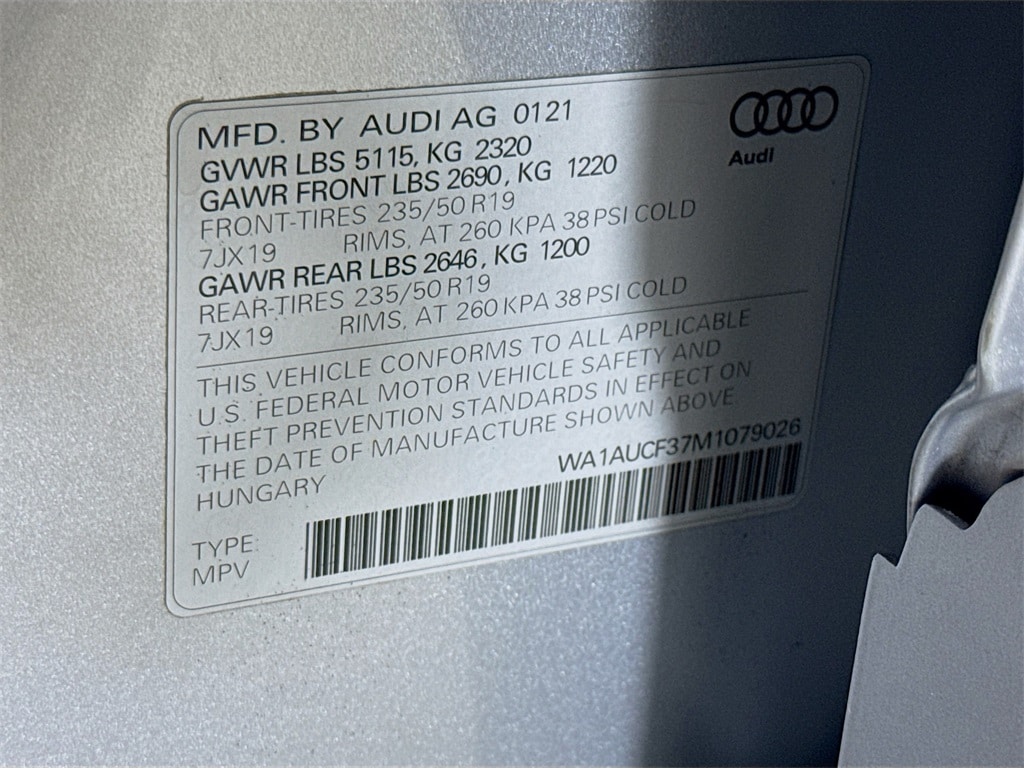 MFD. BY AUDI AG 0121
GVWR LBS 5115, KG 2320
GAWR FRONT LBS 2690, KG 1220
FRONT-TIRES 235/50 R19
7JX19 RIMS, AT 260 KPA 38 PSI COLD
GAWR REAR LBS 2646, KG 1200
REAR-TIRES 235/50 R19
7JX19 RIMS, AT 260 KPA 38 PSI COLD
Audi
THIS VEHICLE CONFORMS TO ALL APPLICABLE
U.S. FEDERAL MOTOR VEHICLE SAFETY AND
THEFT PREVENTION STANDARDS IN EFFECT ON
THE DATE OF MANUFACTURE SHOWN ABOVE.
HUNGARY WA1AUCF37M1079026
TYPE:
MPV